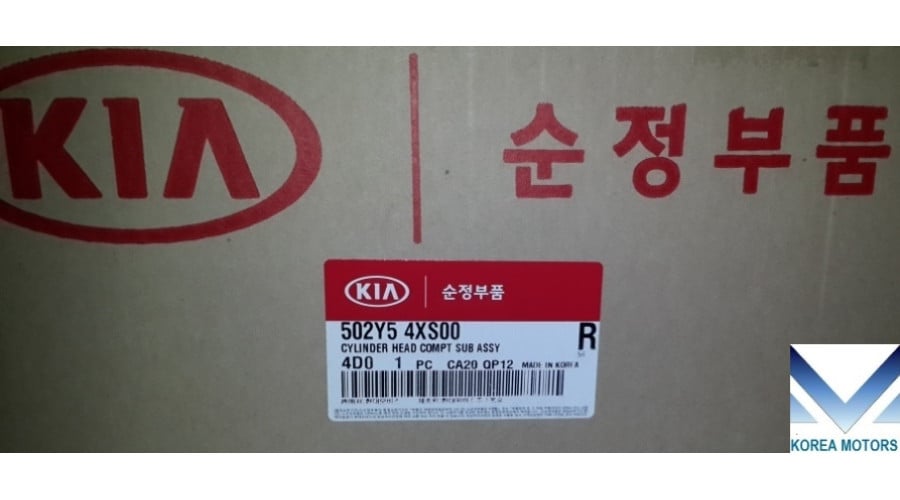 KIA
순정부품
KIA 순정부품
502Y5 4XS00 R
CYLINDER HEAD COMPT SUB ASSY
4D0 1 PC CA20 QP12 MADE IN KOREA
KOREA MOTORS